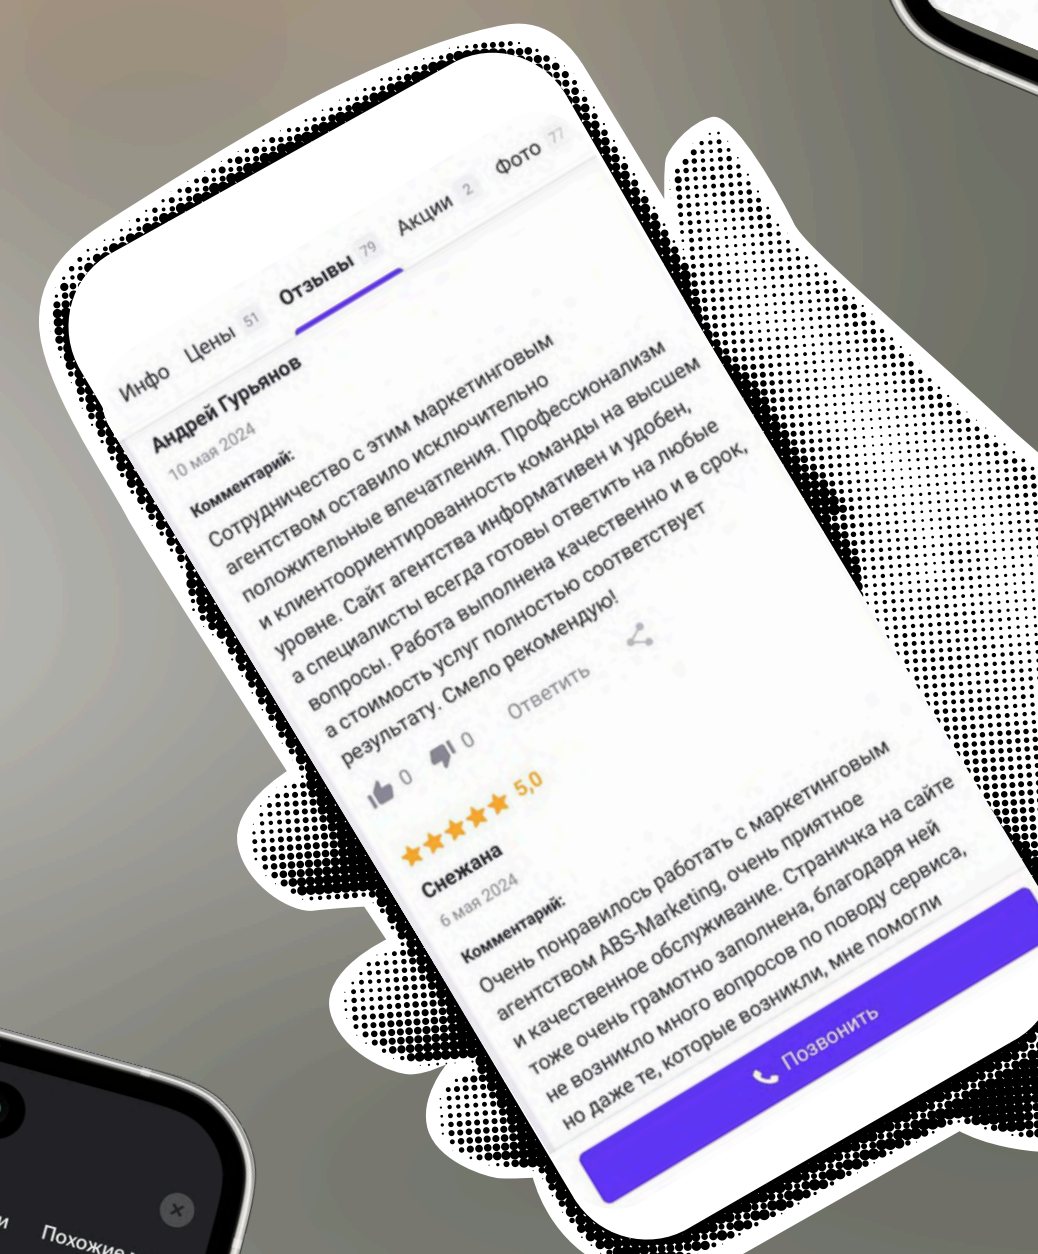 Инфо Цены 51 Отзывы 79 Акции 2 Фото 77
Андрей Гурьянов
10 мая 2024
Комментарий:
Сотрудничество с этим маркетинговым
агентством оставило исключительно
положительные впечатления. Профессионализм
и клиентоориентированность команды на высшем
уровне. Сайт агентства информативен и удобен,
а специалисты всегда готовы ответить на любые
вопросы. Работа выполнена качественно и в срок,
а стоимость услуг полностью соответствует
результату. Смело рекомендую!
0 0 Ответить
5,0
Снежана
6 мая 2024
Комментарий:
Очень понравилось работать с маркетинговым
агентством ABS-Marketing, очень приятное
и качественное обслуживание. Страничка на сайте
тоже очень грамотно заполнена, благодаря ней
не возникло много вопросов по поводу сервиса,
но даже те, которые возникли, мне помогли
Позвонить
Похожие